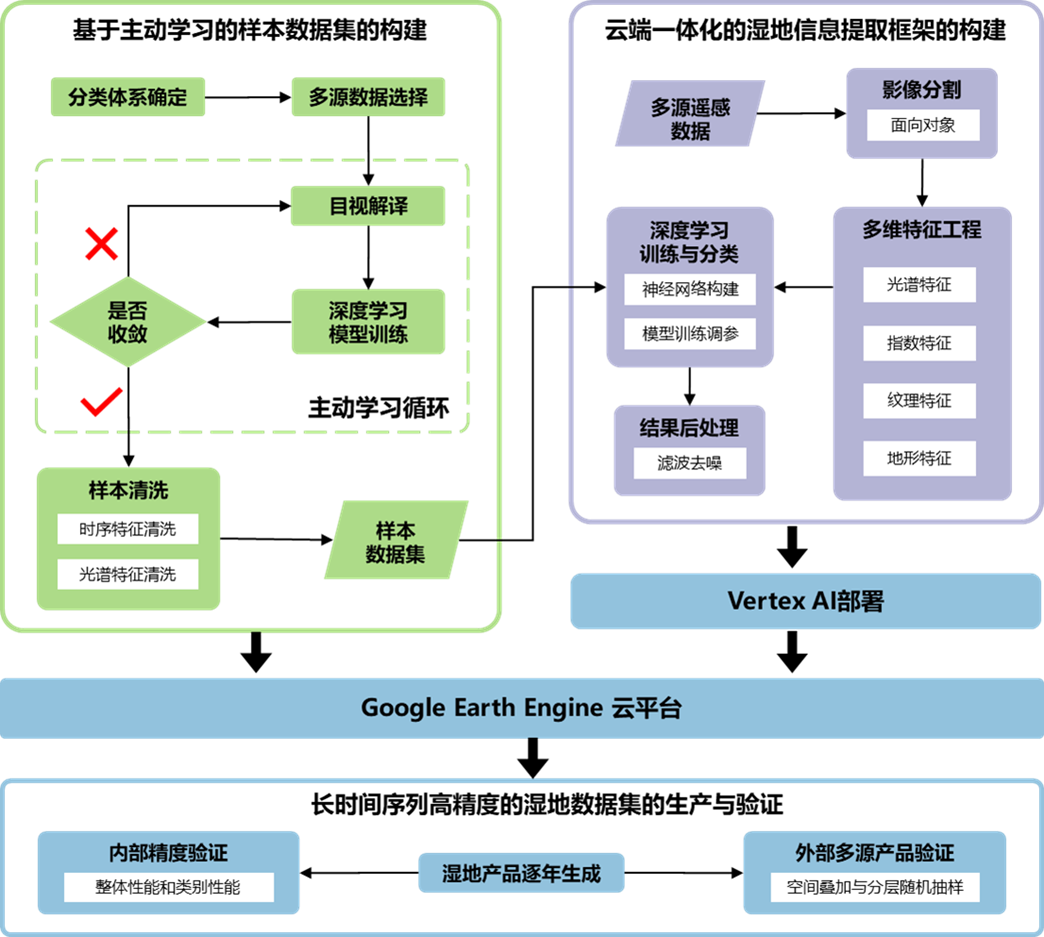 基于主动学习的样本数据集的构建
分类体系确定
多源数据选择
目视解译
深度学习
模型训练
是否
收敛
主动学习循环
样本清洗
时序特征清洗
光谱特征清洗
样本
数据集
云端一体化的湿地信息提取框架的构建
多源遥感
数据
影像分割
面向对象
多维特征工程
光谱特征
指数特征
纹理特征
地形特征
深度学习
训练与分类
神经网络构建
模型训练调参
结果后处理
滤波去噪
Vertex AI部署
Google Earth Engine 云平台
长时间序列高精度的湿地数据集的生产与验证
内部精度验证
整体性能和类别性能
湿地产品逐年生成
外部多源产品验证
空间叠加与分层随机抽样